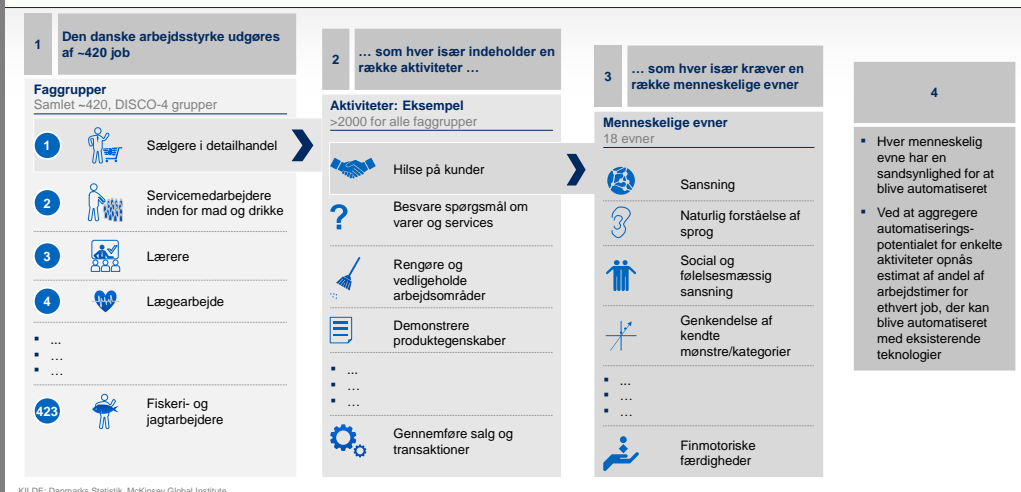 1
Den danske arbejdsstyrke udgøres
af ~420 job
Faggrupper
Samlet ~420, DISCO-4 grupper
1
Sælgere i detailhandel
2
Servicemedarbejdere
inden for mad og drikke
3
Lærere
4
Lægearbejde
...
…
…
423
Fiskeri- og
jagtarbejdere
2
… som hver især indeholder en
række aktiviteter …
Aktiviteter: Eksempel
>2000 for alle faggrupper
Hilse på kunder
?
Besvare spørgsmål om
varer og services
Rengøre og
vedligeholde
arbejdsområder
Demonstrere
produktegenskaber
...
…
…
Gennemføre salg og
transaktioner
3
… som hver især kræver en
række menneskelige evner
Menneskelige evner
18 evner
Sansning
Naturlig forståelse af
sprog
Social og
følelsesmæssig
sansning
Genkendelse af
kendte
mønstre/kategorier
...
…
…
Finmotoriske
færdigheder
4
Hver menneskelig
evne har en
sandsynlighed for at
blive automatiseret
Ved at aggregere
automatiserings-
potentialet for enkelte
aktiviteter opnås
estimat af andel af
arbejdstimer for
ethvert job, der kan
blive automatiseret
med eksisterende
teknologier
KILDE: Danmarks Statistik, McKinsey Global Institute